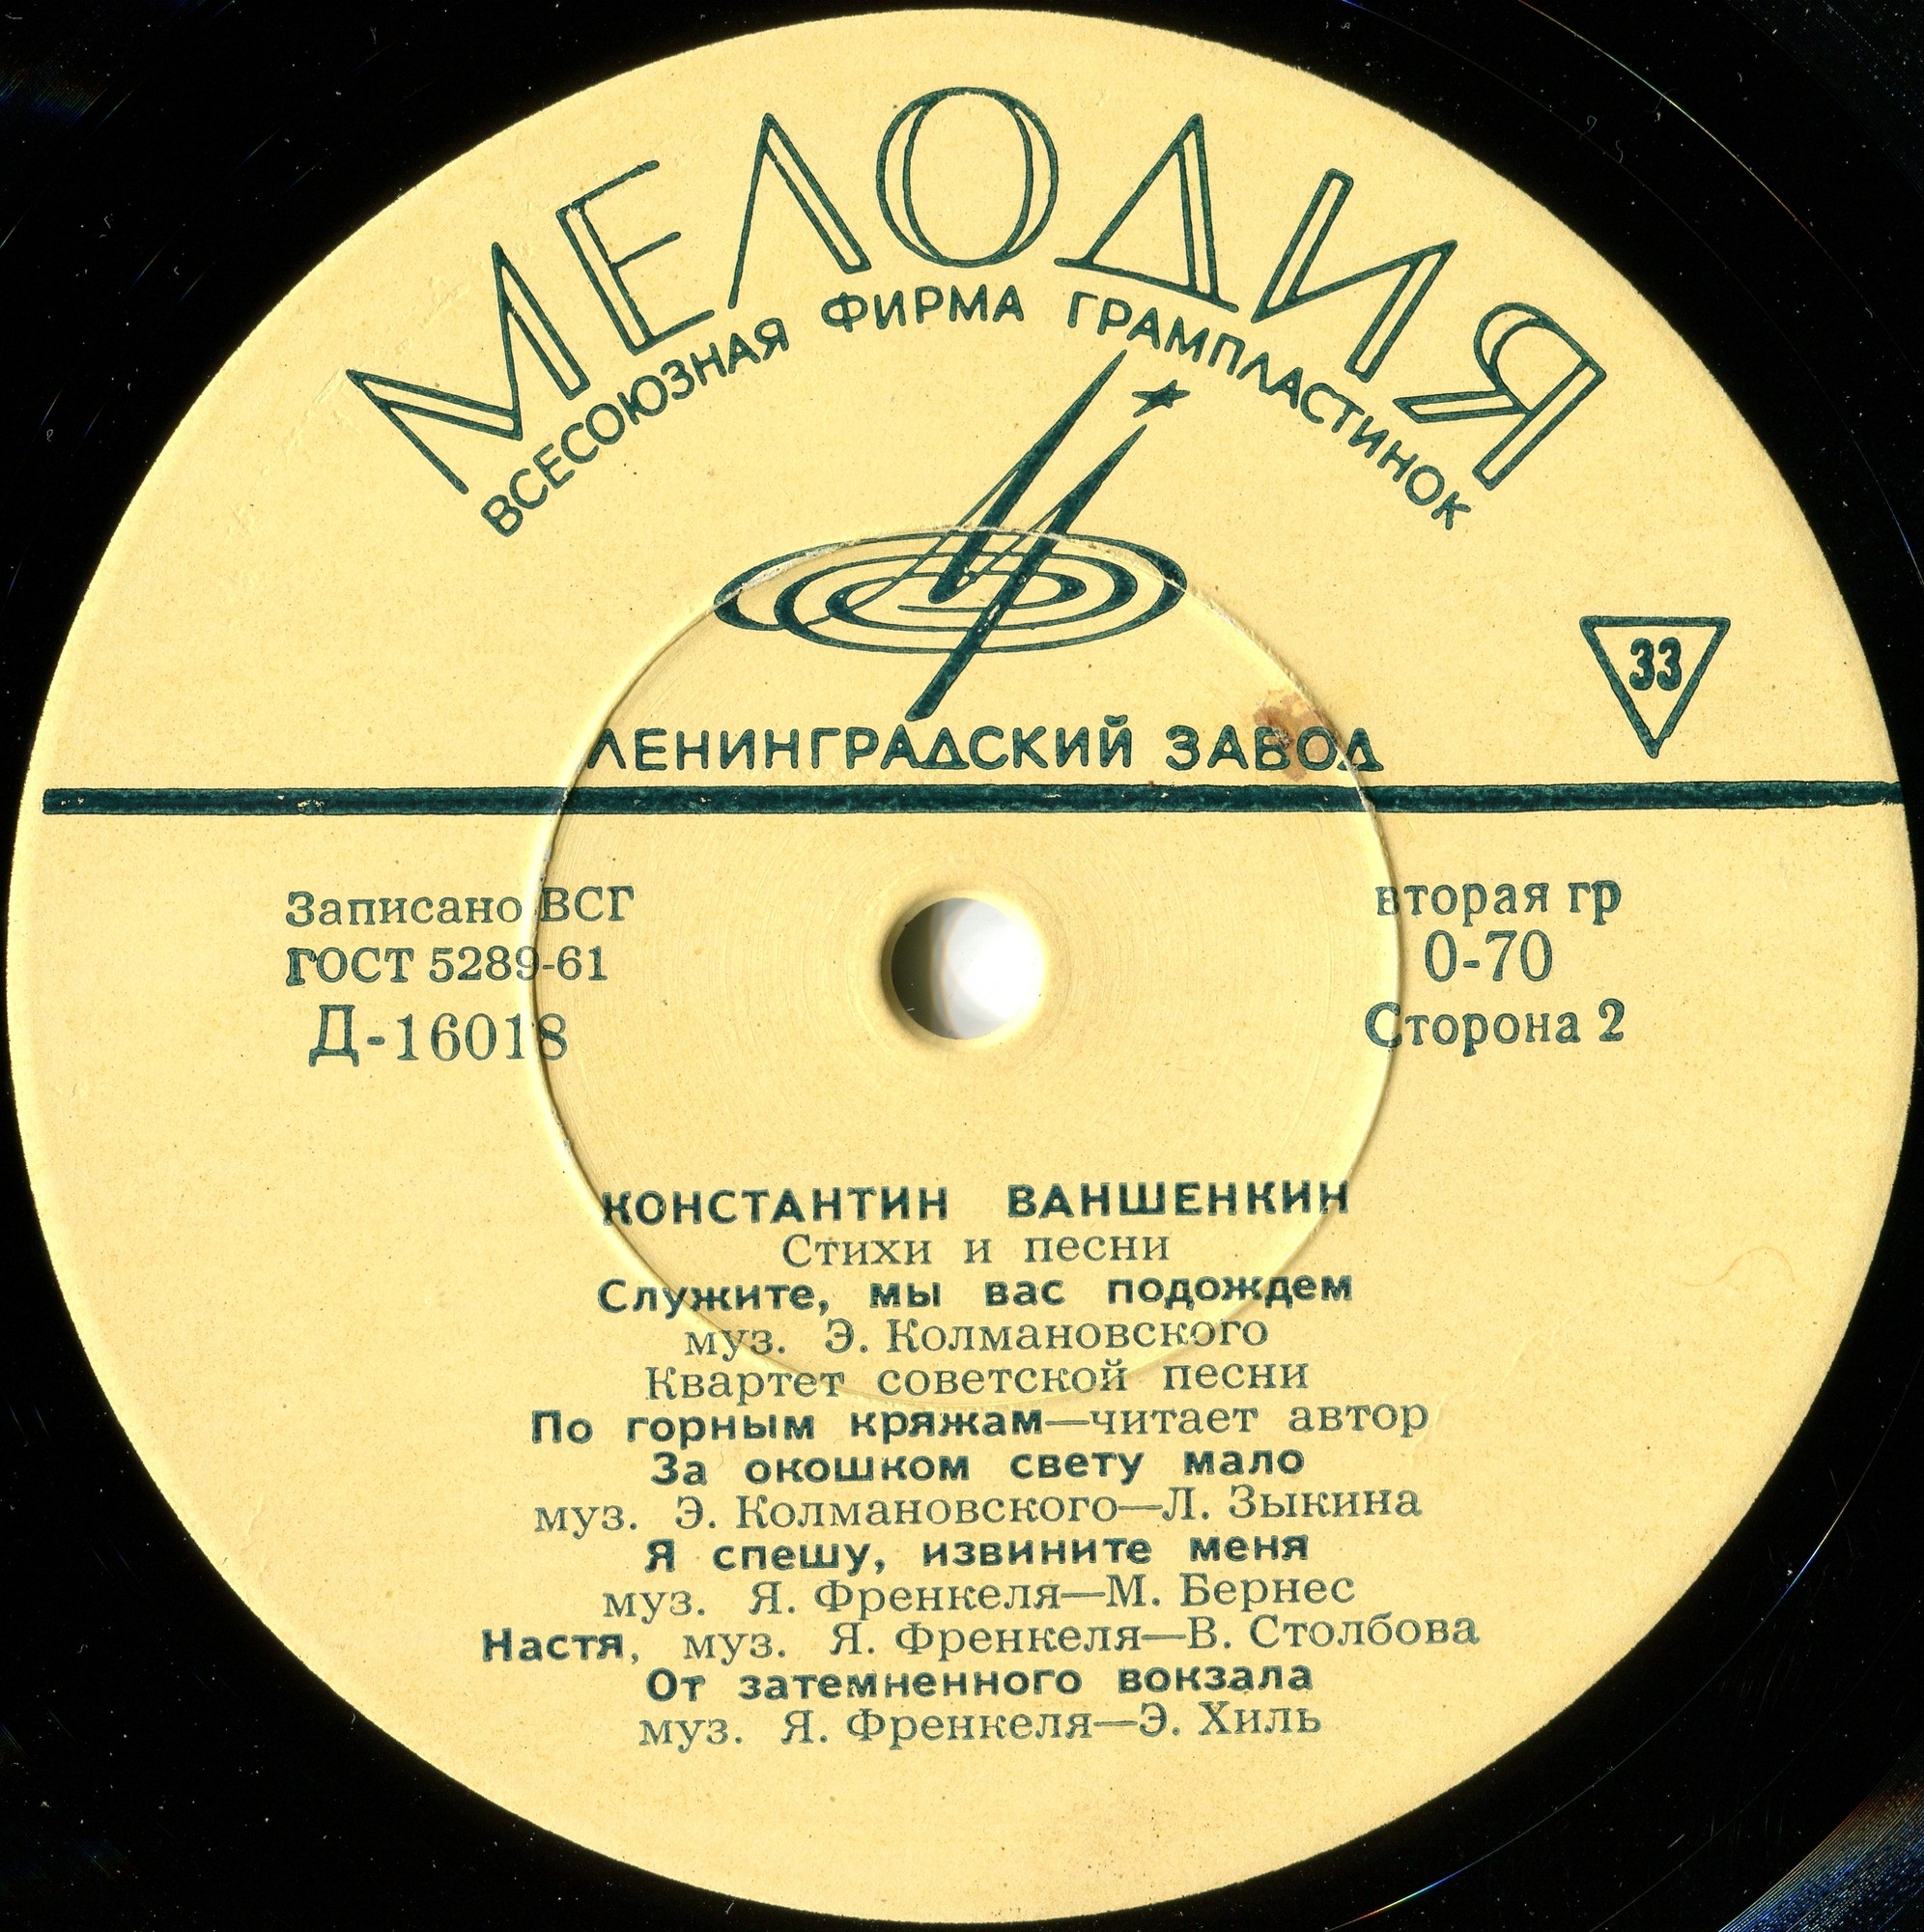 МЕЛОДИЯ
ВСЕСОЮЗНАЯ ФИРМА ГРАМПЛАСТИНОК
33
ЛЕНИНГРАДСКИЙ ЗАВОД
Записано ВСГ
ГОСТ 5289-61
Д-16018
вторая гр
0-70
Сторона 2
КОНСТАНТИН ВАНШЕНКИН
Стихи и песни
Служите, мы вас подождем
муз. Э. Колмановского
Квартет советской песни
По горным кряжам—читает автор
За окошком свету мало
муз. Э. Колмановского—Л. Зыкина
Я спешу, извините меня
муз. Я. Френкеля—М. Бернес
Настя, муз. Я. Френкеля—В. Столбова
От затемненного вокзала
муз. Я. Френкеля—Э. Хиль